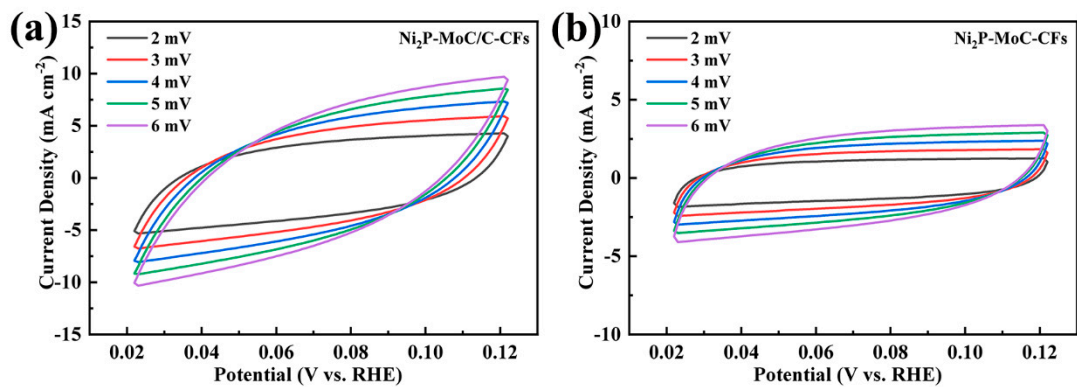 (a)
Ni₂P-MoC/C-CFs
2 mV
3 mV
4 mV
5 mV
6 mV
Current Density (mA cm⁻²)
15
10
5
0
-5
-10
-15
0.02 0.04 0.06 0.08 0.10 0.12
Potential (V vs. RHE)
(b)
Ni₂P-MoC-CFs
2 mV
3 mV
4 mV
5 mV
6 mV
Current Density (mA cm⁻²)
10
5
0
-5
-10
0.02 0.04 0.06 0.08 0.10 0.12
Potential (V vs. RHE)